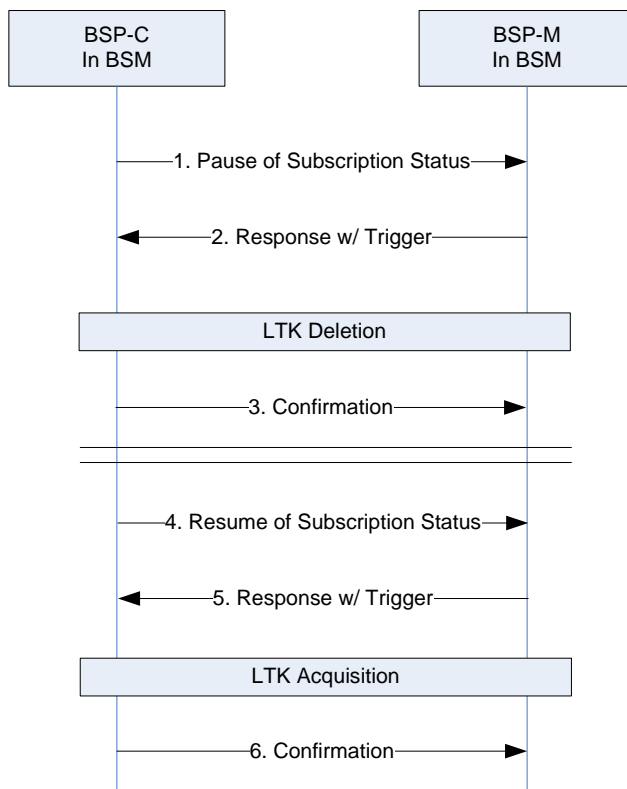 BSP-C
In BSM
BSP-M
In BSM
1. Pause of Subscription Status
2. Response w/ Trigger
LTK Deletion
3. Confirmation
4. Resume of Subscription Status
5. Response w/ Trigger
LTK Acquisition
6. Confirmation